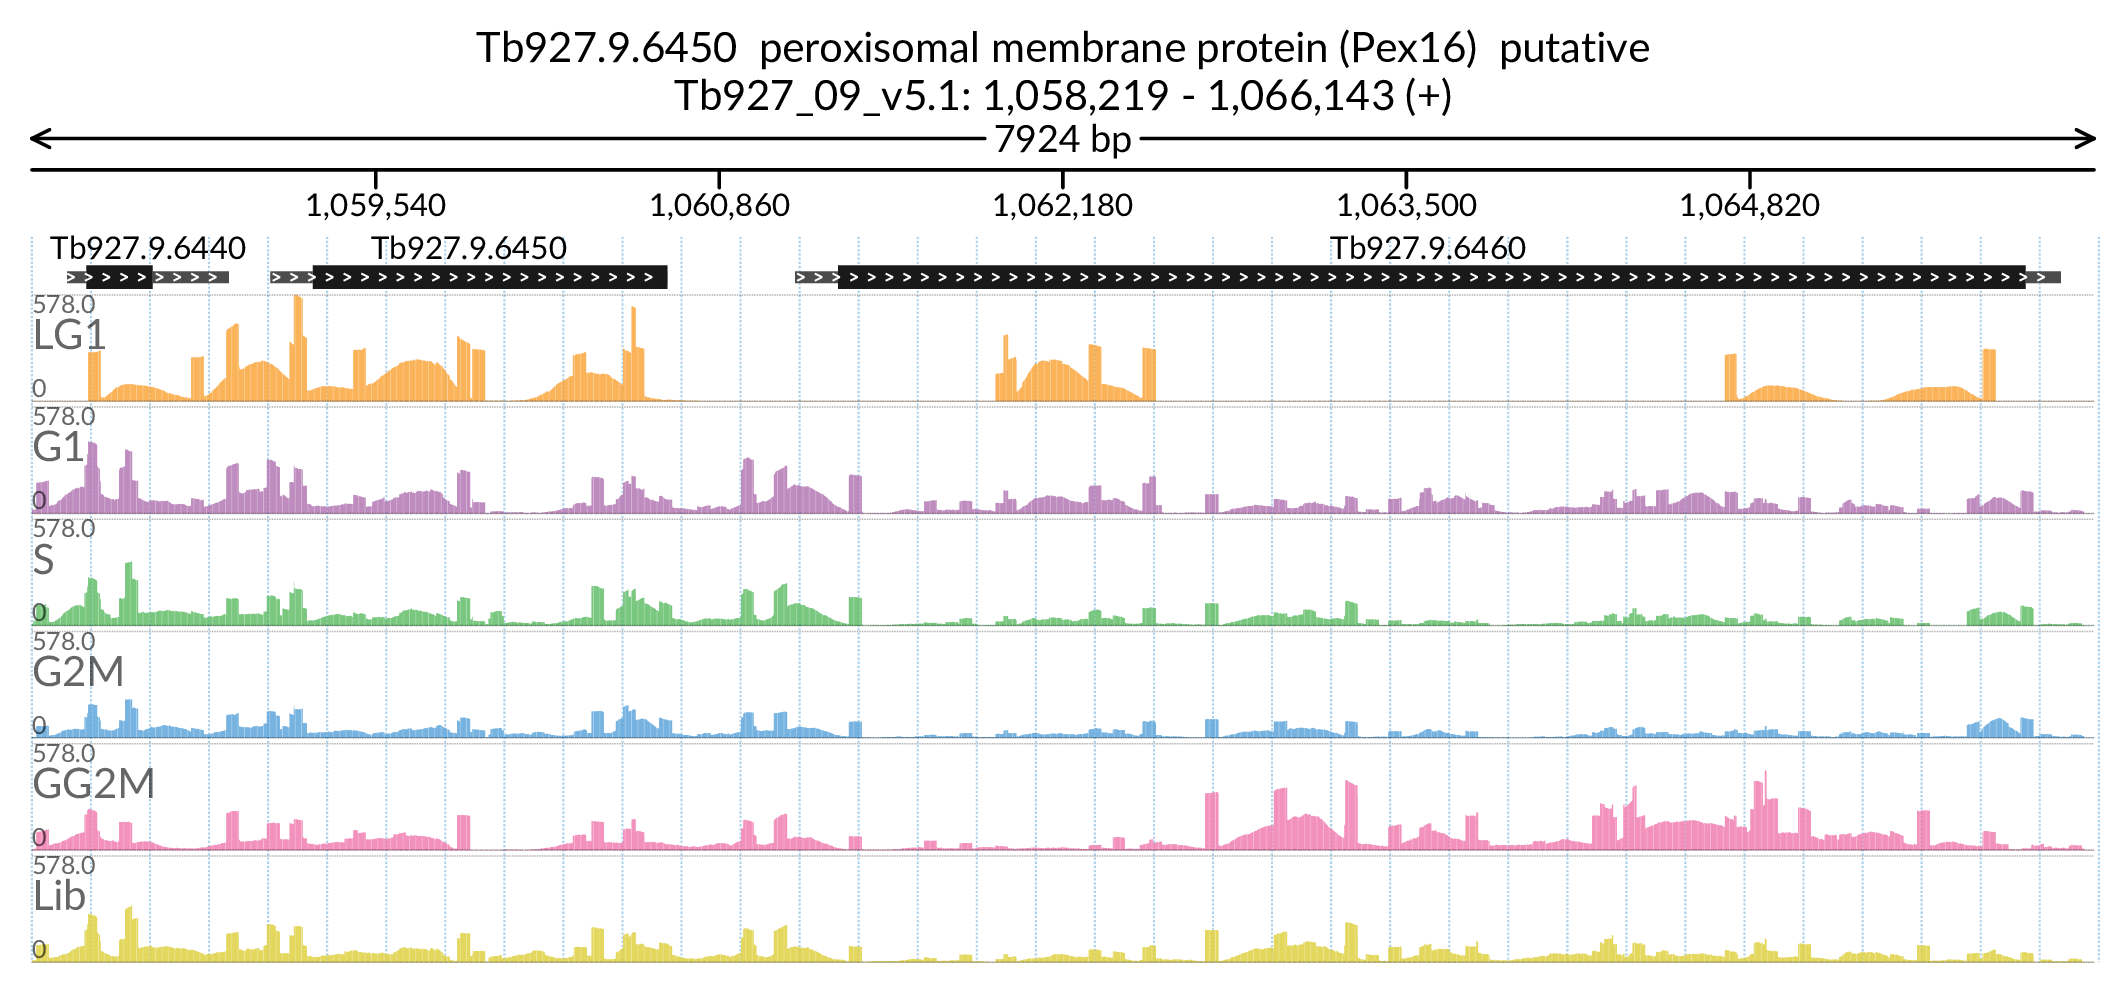 Tb927.9.6450  peroxisomal membrane protein (Pex16)  putative
Tb927_09_v5.1: 1,058,219 - 1,066,143 (+)
7924 bp
1,059,540 1,060,860 1,062,180 1,063,500 1,064,820
Tb927.9.6440 Tb927.9.6450 Tb927.9.6460
578.0
LG1
0
578.0
G1
0
578.0
S
0
578.0
G2M
0
578.0
GG2M
0
578.0
Lib
0